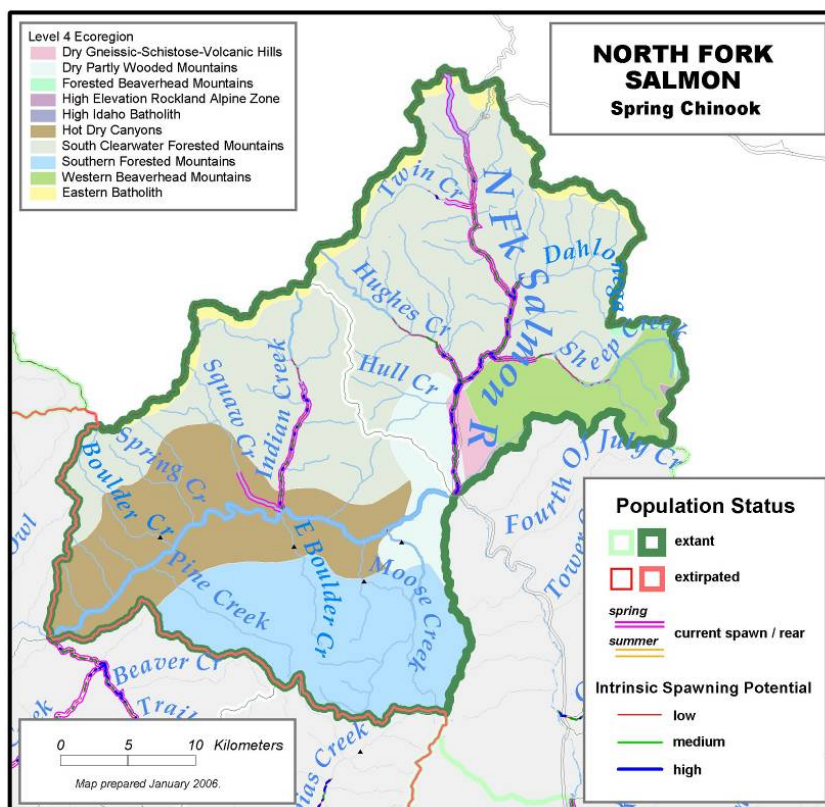 Level 4 Ecoregion
Dry Gneissic-Schistose-Volcanic Hills
Dry Partly Wooded Mountains
Forested Beaverhead Mountains
High Elevation Rockland Alpine Zone
High Idaho Batholith
Hot Dry Canyons
South Clearwater Forested Mountains
Southern Forested Mountains
Western Beaverhead Mountains
Eastern Batholith
NORTH FORK
SALMON
Spring Chinook
Twin Cr
N Fk Salmon R
Dahlonega
Hughes Cr
Sheep Creek
Hull Cr
Indian Creek
Squaw Cr
Spring Cr
Boulder Cr
Fourth Of July Cr
Tower
Owl
E Boulder Cr
Moose Creek
Pine Creek
Beaver Cr
Trail
Creek
Population Status
extant
extirpated
spring
summer
current spawn / rear
Intrinsic Spawning Potential
low
medium
high
0 5 10 Kilometers
Map prepared January 2006.